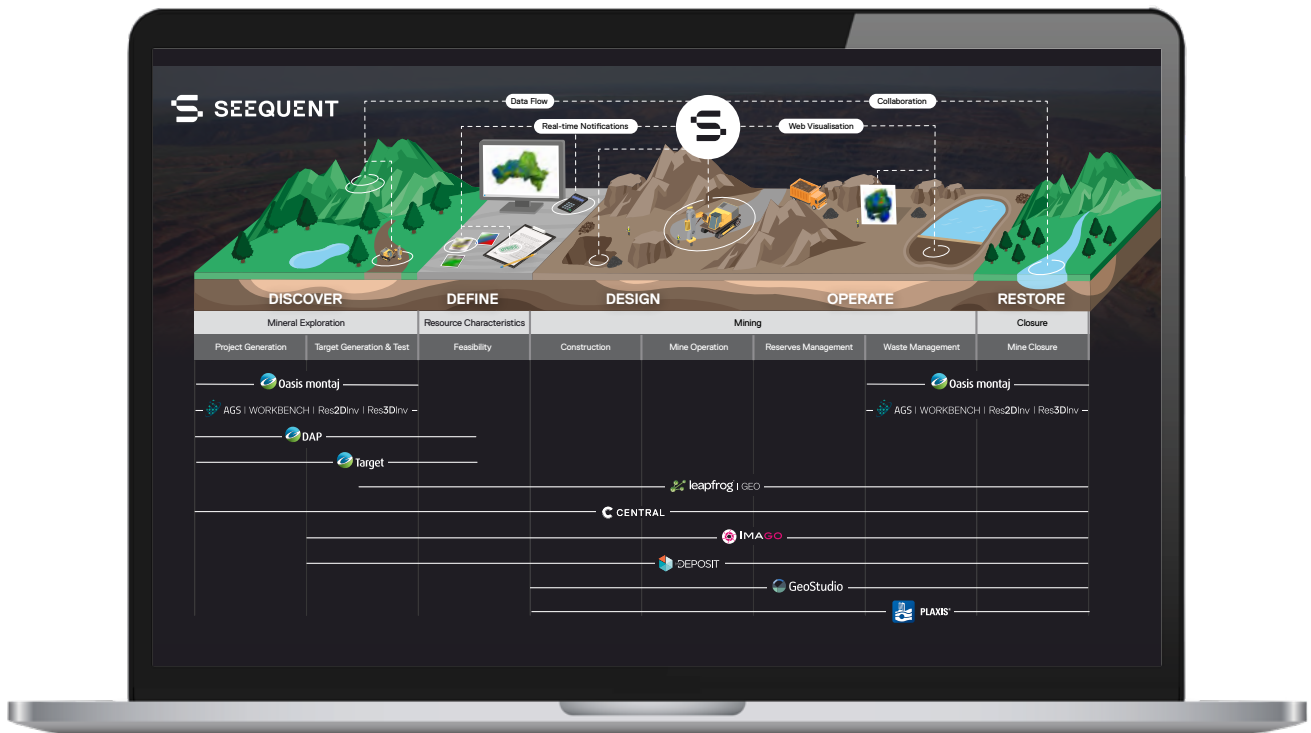 SEEQUENT
Data Flow
Collaboration
Real-time Notifications
Web Visualisation
DISCOVER
DEFINE
DESIGN
OPERATE
RESTORE
Mineral Exploration
Resource Characteristics
Mining
Closure
Project Generation
Target Generation & Test
Feasibility
Construction
Mine Operation
Reserves Management
Waste Management
Mine Closure
Oasis montaj
Oasis montaj
AGS | WORKBENCH | Res2DInv | Res3DInv
AGS | WORKBENCH | Res2DInv | Res3DInv
DAP
Target
leapfrog | GEO
CENTRAL
IMAGO
DEPOSIT
GeoStudio
PLAXIS®